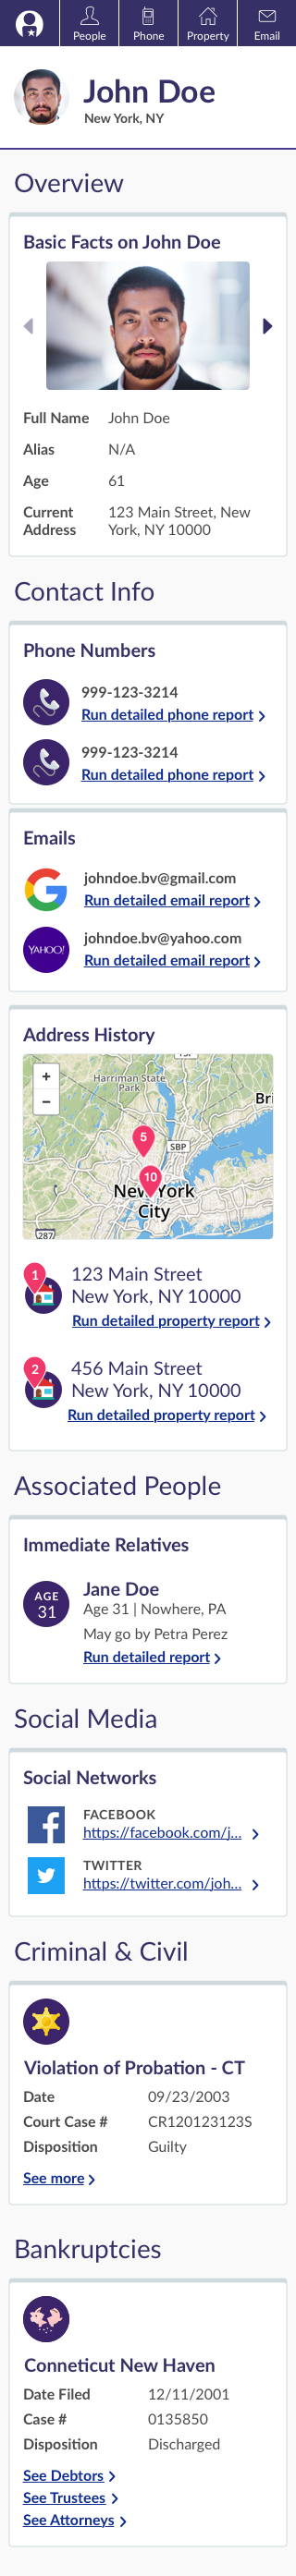 People Phone Property Email
John Doe
New York, NY
Overview
Basic Facts on John Doe
Full Name John Doe
Alias N/A
Age 61
Current 123 Main Street, New
Address York, NY 10000
Contact Info
Phone Numbers
999-123-3214
Run detailed phone report
999-123-3214
Run detailed phone report
Emails
johndoe.bv@gmail.com
Run detailed email report
YAHOO!
johndoe.bv@yahoo.com
Run detailed email report
Address History
+
−
Harriman State
Park
Bri
5
SBP
10
New York
City
287
1
123 Main Street
New York, NY 10000
Run detailed property report
2
456 Main Street
New York, NY 10000
Run detailed property report
Associated People
Immediate Relatives
AGE
31
Jane Doe
Age 31 | Nowhere, PA
May go by Petra Perez
Run detailed report
Social Media
Social Networks
FACEBOOK
https://facebook.com/j...
TWITTER
https://twitter.com/joh...
Criminal & Civil
Violation of Probation - CT
Date 09/23/2003
Court Case # CR120123123S
Disposition Guilty
See more
Bankruptcies
Conneticut New Haven
Date Filed 12/11/2001
Case # 0135850
Disposition Discharged
See Debtors
See Trustees
See Attorneys